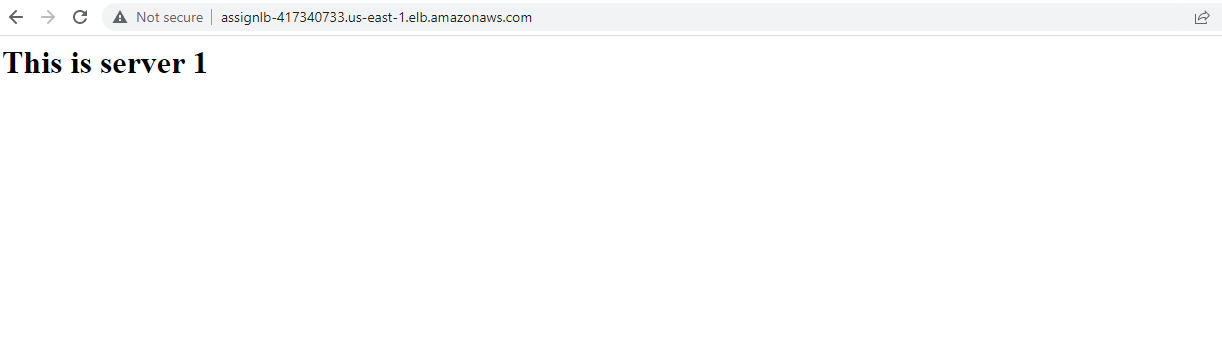 Not secure assignlb-417340733.us-east-1.elb.amazonaws.com
This is server 1